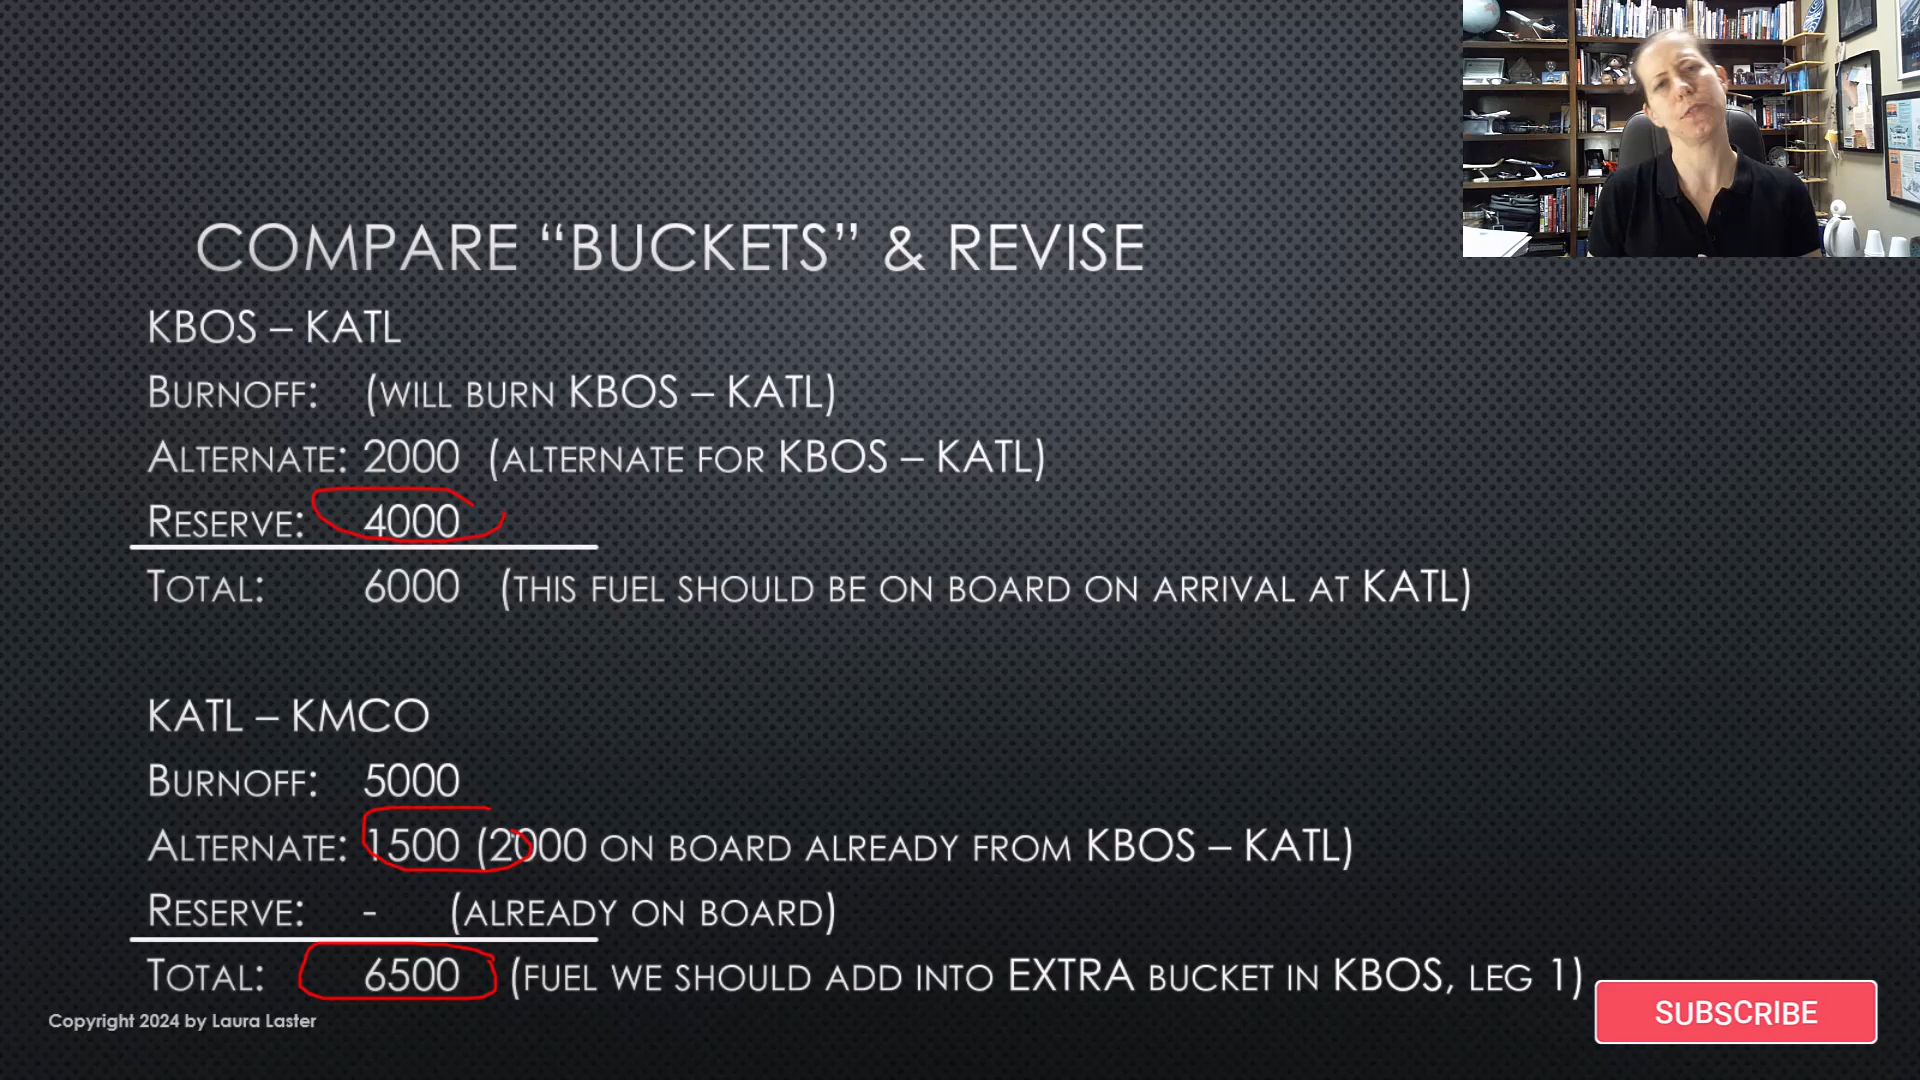 COMPARE “BUCKETS” & REVISE
KBOS – KATL
BURNOFF: (WILL BURN KBOS – KATL)
ALTERNATE: 2000 (ALTERNATE FOR KBOS – KATL)
RESERVE: 4000
TOTAL: 6000 (THIS FUEL SHOULD BE ON BOARD ON ARRIVAL AT KATL)
KATL – KMCO
BURNOFF: 5000
ALTERNATE: 1500 (2000 ON BOARD ALREADY FROM KBOS – KATL)
RESERVE: - (ALREADY ON BOARD)
TOTAL: 6500 (FUEL WE SHOULD ADD INTO EXTRA BUCKET IN KBOS, LEG 1)
Copyright 2024 by Laura Laster
SUBSCRIBE